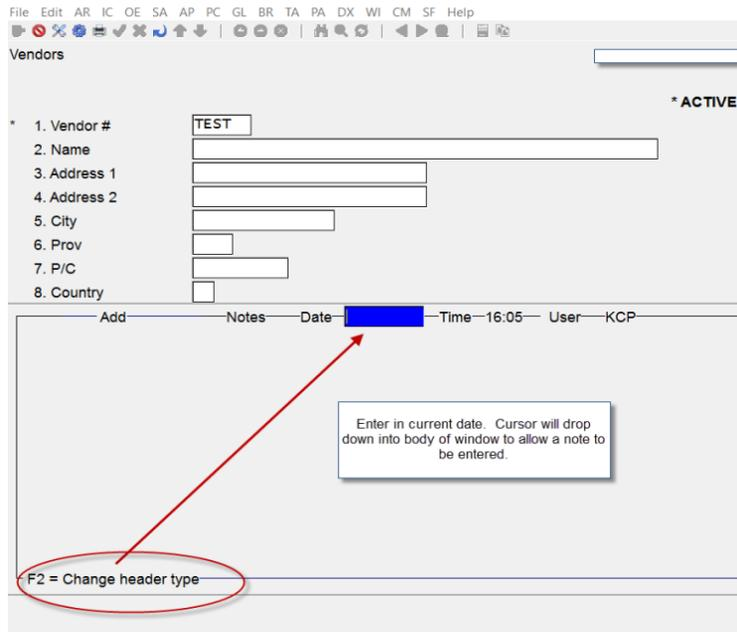 File Edit AR IC OE SA AP PC GL BR TA PA DX WI CM SF Help
Vendors
* ACTIVE
* 1. Vendor # TEST
2. Name
3. Address 1
4. Address 2
5. City
6. Prov
7. P/C
8. Country
Add Notes Date Time 16:05 User KCP
Enter in current date. Cursor will drop
down into body of window to allow a note to
be entered.
F2 = Change header type